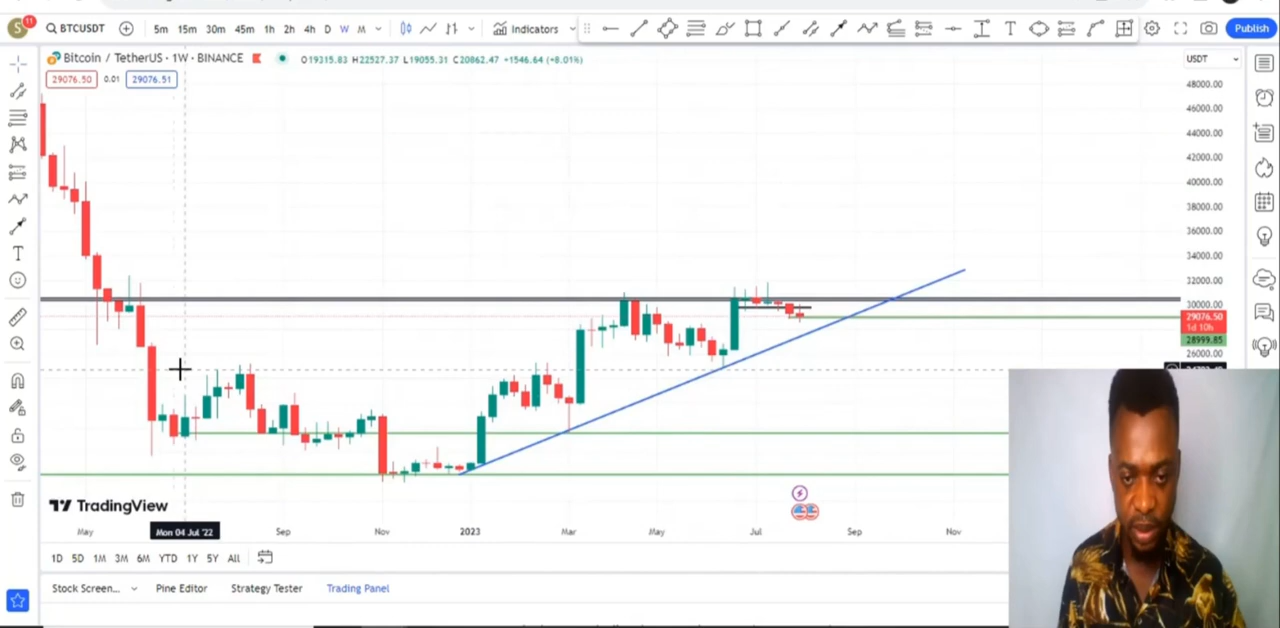 S 11 BTCUSDT 5m 15m 30m 45m 1h 2h 4h D W M Indicators Publish
Bitcoin / TetherUS · 1W · BINANCE O19315.83 H22527.37 L19055.31 C20862.47 +1546.64 (+8.01%) USDT
29076.50 0.01 29076.51
48000.00
46000.00
44000.00
42000.00
40000.00
38000.00
36000.00
34000.00
32000.00
30000.00
29076.50
1d 10h
28999.85
26000.00
TradingView
May Mon 04 Jul '22 Sep Nov 2023 Mar May Jul Sep Nov
1D 5D 1M 3M 6M YTD 1Y 5Y All
Stock Screen... Pine Editor Strategy Tester Trading Panel